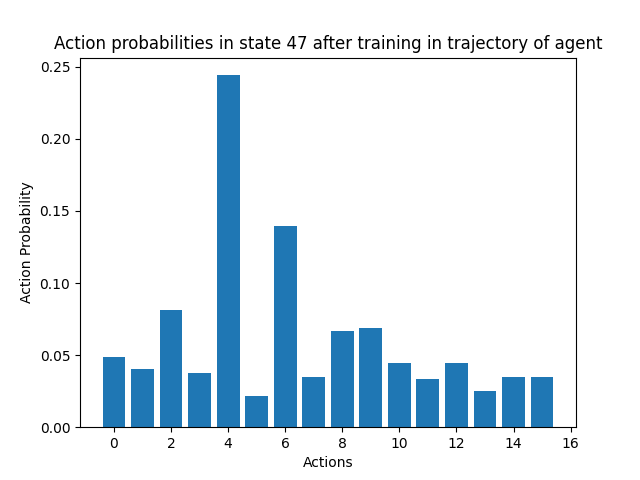 Action probabilities in state 47 after training in trajectory of agent
0.25
0.20
0.15
0.10
0.05
0.00
Action Probability
0 2 4 6 8 10 12 14 16
Actions